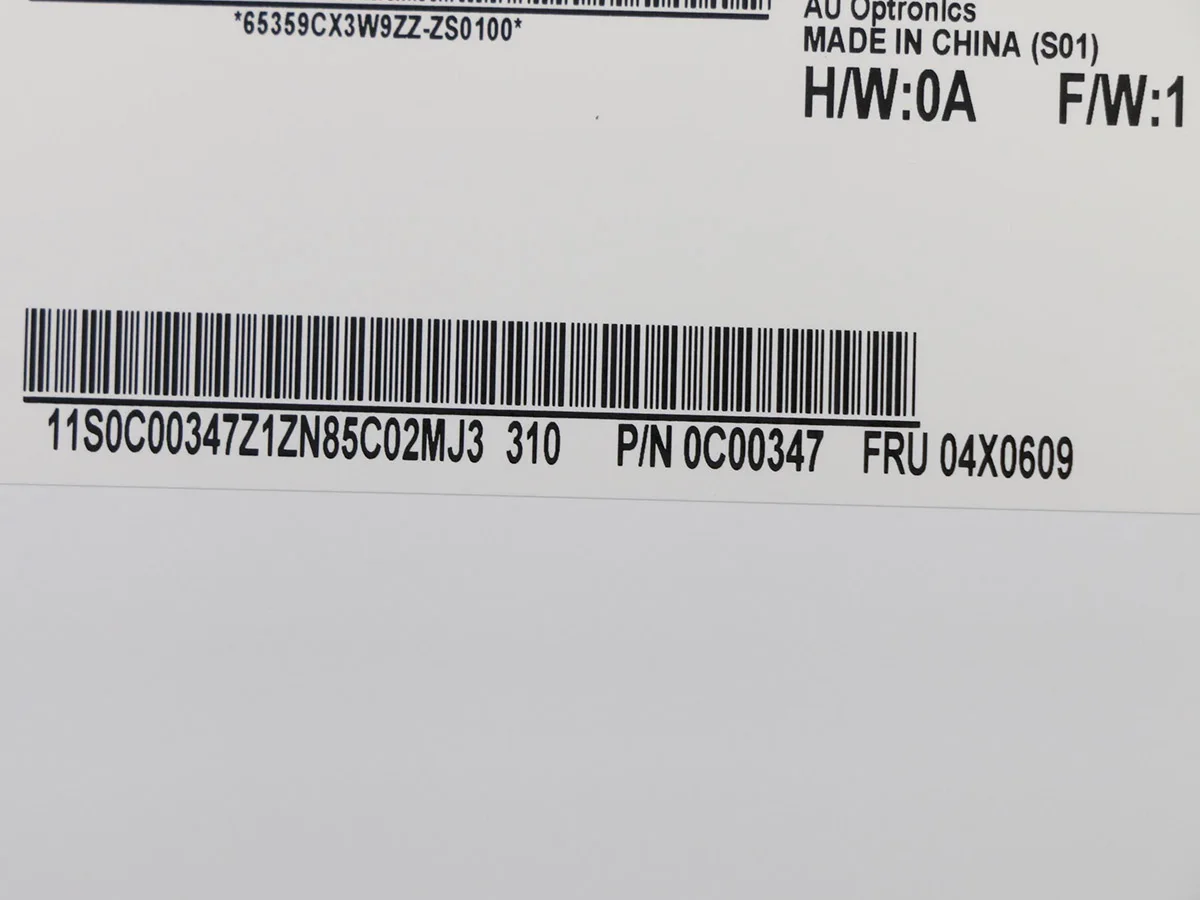 *65359CX3W9ZZ-ZS0100*
AU Optronics
MADE IN CHINA (S01)
H/W:0A F/W:1
11S0C00347Z1ZN85C02MJ3 310 P/N 0C00347 FRU 04X0609